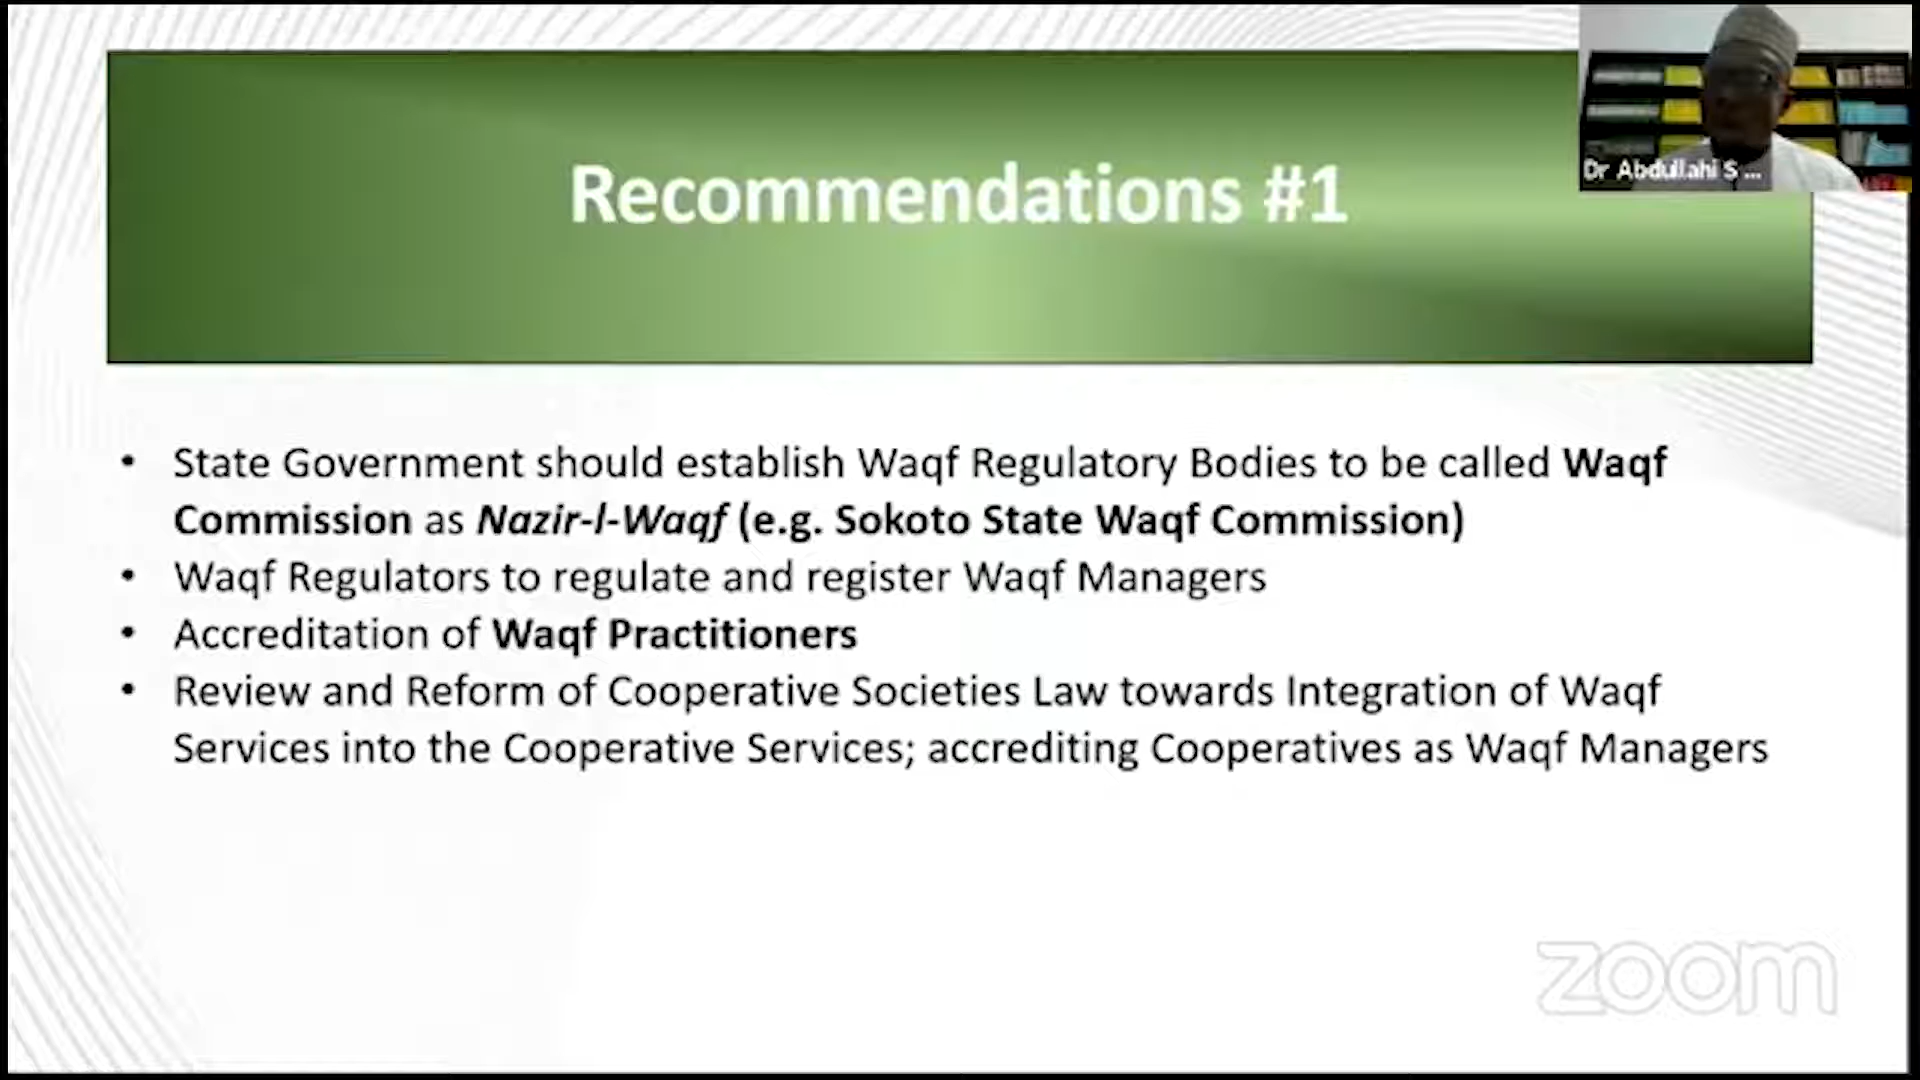 Recommendations #1
Dr Abdullahi S ...
• State Government should establish Waqf Regulatory Bodies to be called Waqf
Commission as Nazir-l-Waqf (e.g. Sokoto State Waqf Commission)
• Waqf Regulators to regulate and register Waqf Managers
• Accreditation of Waqf Practitioners
• Review and Reform of Cooperative Societies Law towards Integration of Waqf
Services into the Cooperative Services; accrediting Cooperatives as Waqf Managers
zoom